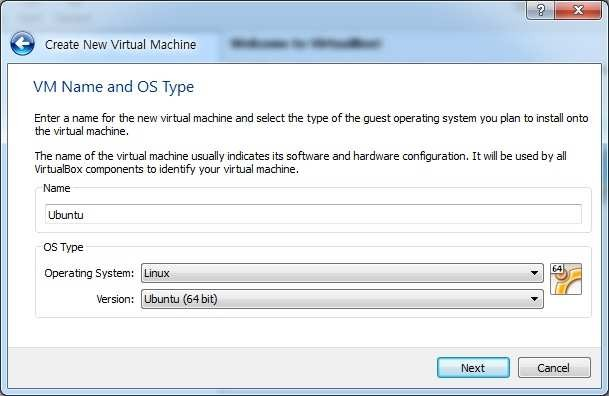 Welcome to VirtualBox!
Create New Virtual Machine
VM Name and OS Type
Enter a name for the new virtual machine and select the type of the guest operating system you plan to install onto
the virtual machine.
The name of the virtual machine usually indicates its software and hardware configuration. It will be used by all
VirtualBox components to identify your virtual machine.
Name
Ubuntu
OS Type
Operating System: Linux
64
Version: Ubuntu (64 bit)
Next Cancel